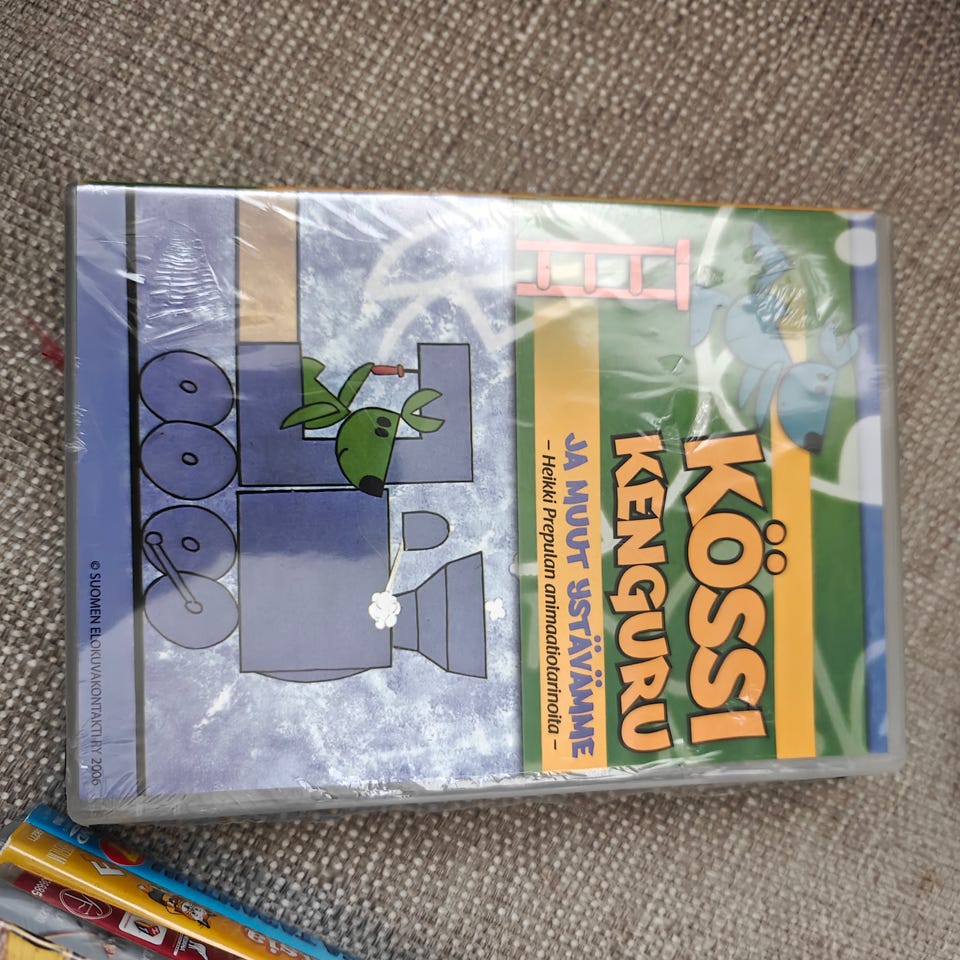 KÖSSI
KENGURU
JA MUUT YSTÄVÄMME
– Heikki Prepulan animaatiotarinoita –
© SUOMEN ELOKUVAKONTAKTI RY 2006